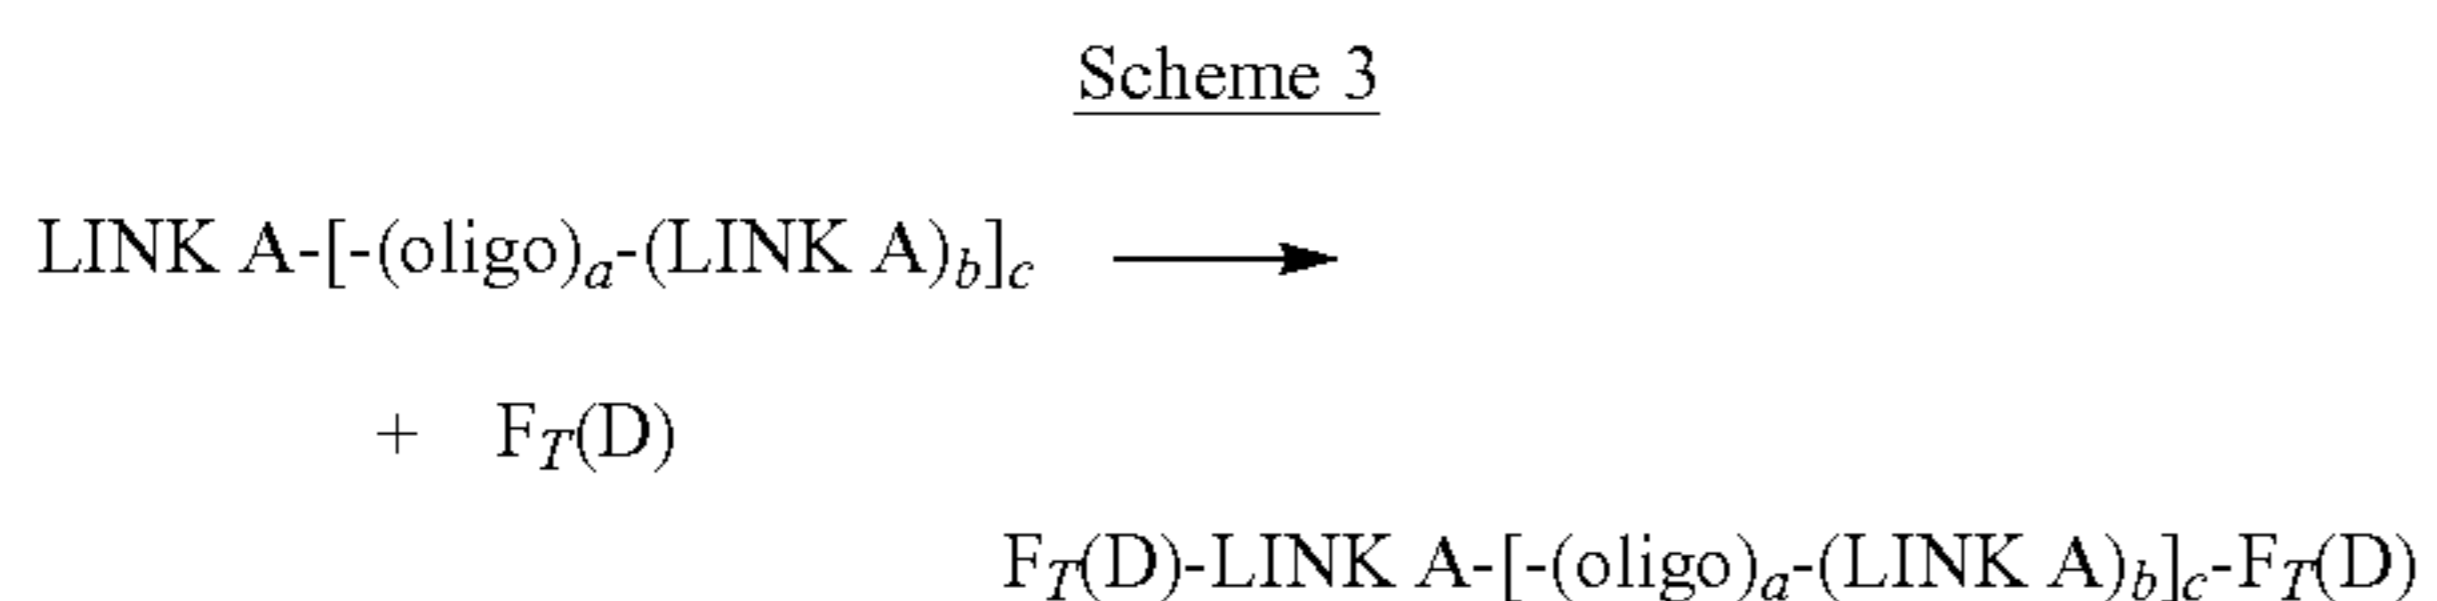 Scheme 3
LINK A-[-(oligo)a-(LINK A)b]c ⟶
+ FT(D)
FT(D)-LINK A-[-(oligo)a-(LINK A)b]c-FT(D)